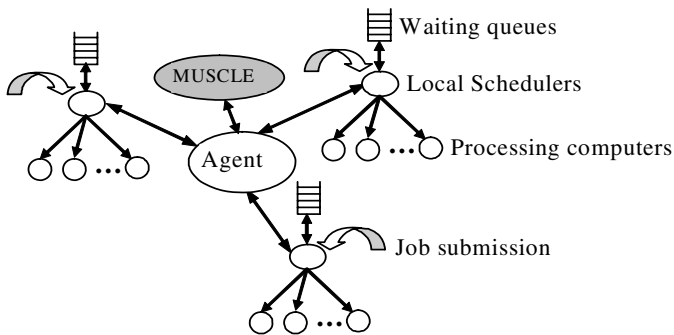 Waiting queues
MUSCLE
Local Schedulers
Agent
Processing computers
Job submission